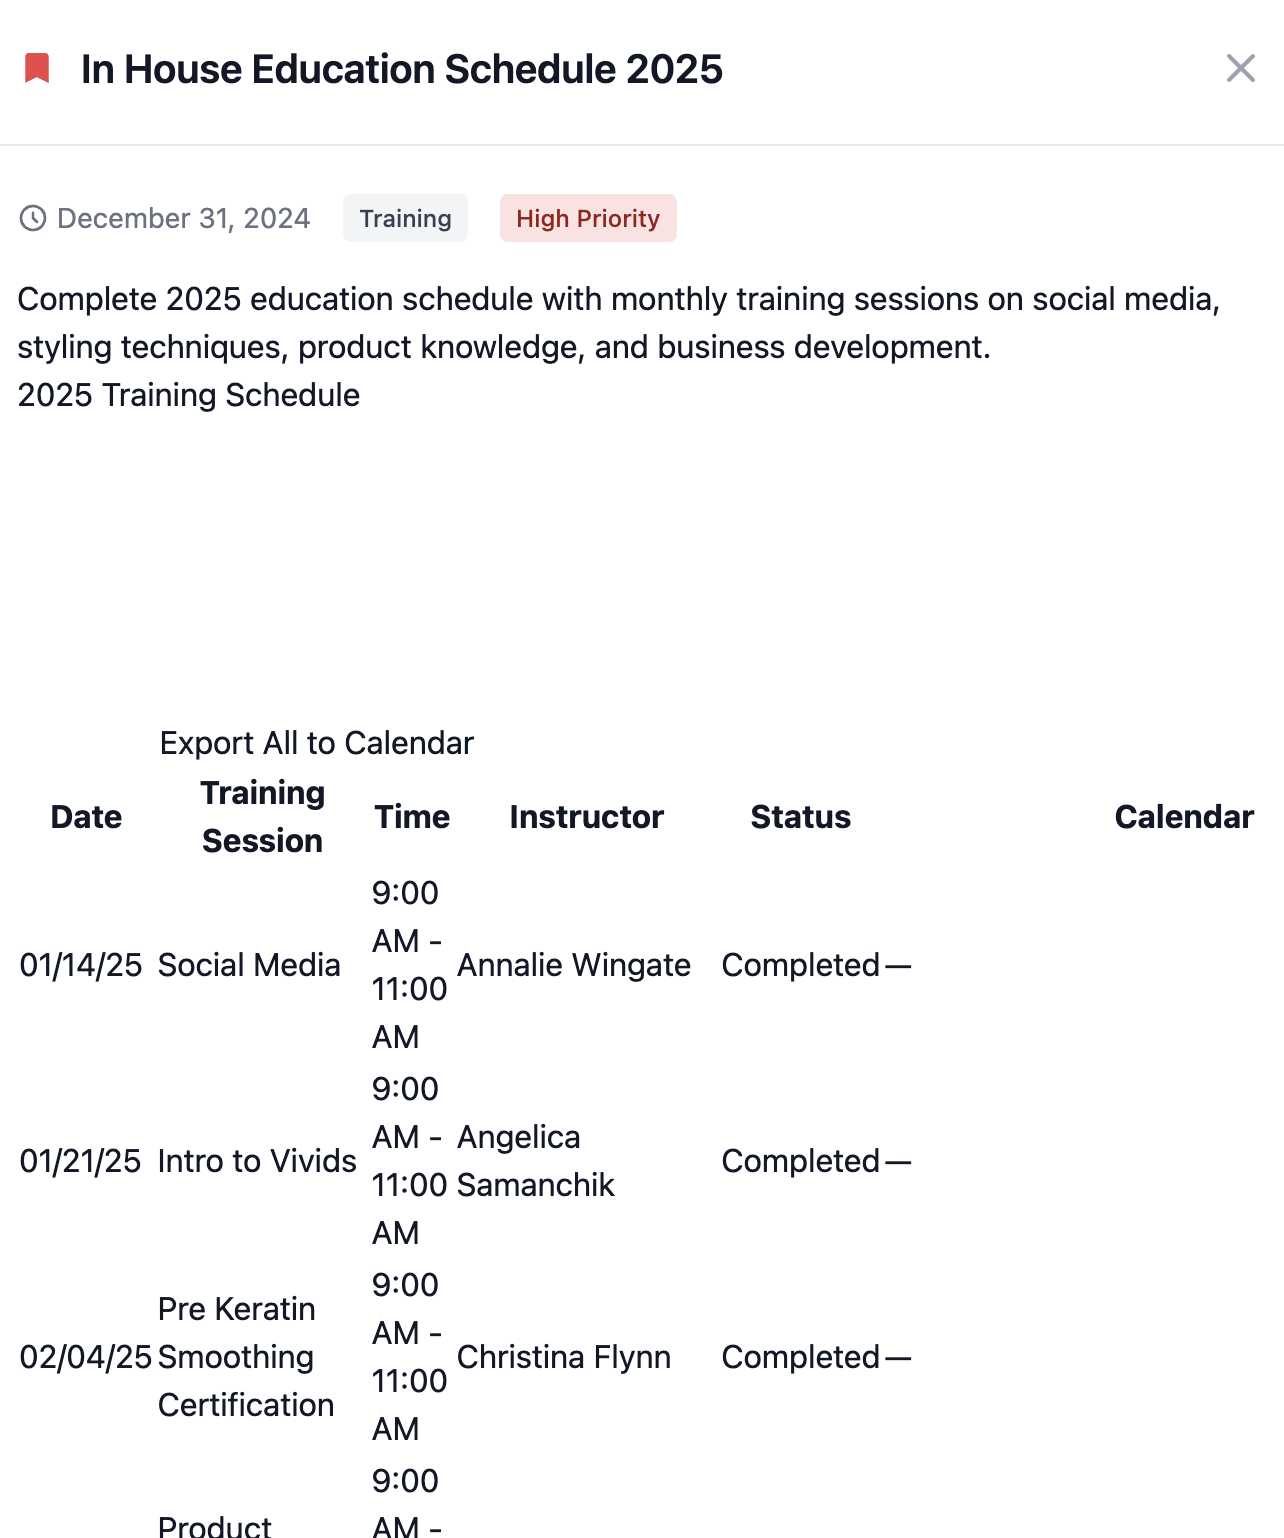 In House Education Schedule 2025
December 31, 2024 Training High Priority
Complete 2025 education schedule with monthly training sessions on social media,
styling techniques, product knowledge, and business development.
2025 Training Schedule
Export All to Calendar
Date Training Session Time Instructor Status Calendar
01/14/25 Social Media 9:00 AM - 11:00 AM Annalie Wingate Completed —
01/21/25 Intro to Vivids 9:00 AM - 11:00 AM Angelica Samanchik Completed —
02/04/25 Pre Keratin Smoothing Certification 9:00 AM - 11:00 AM Christina Flynn Completed —
Product 9:00 AM -